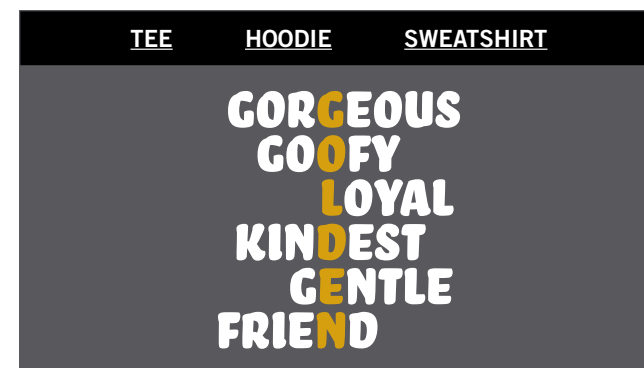 TEE HOODIE SWEATSHIRT
GORGEOUS
GOOFY
LOYAL
KINDEST
GENTLE
FRIEND